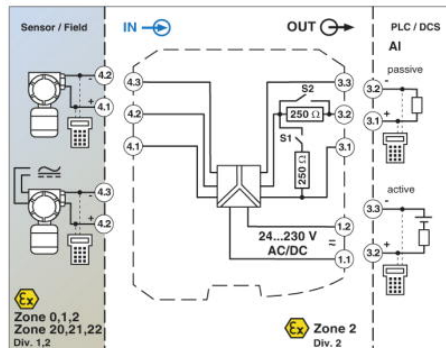 Sensor / Field
IN
OUT
PLC / DCS
AI
passive
4.2
-
+
4.1
4.3
4.2
4.1
3.3
S2
250 Ω
3.2
S1
250 Ω
3.1
3.2
-
3.1
+
active
4.3
-
+
4.2
24...230 V
AC/DC
=
1.2
1.1
3.3
-
3.2
+
Ex
Zone 0,1,2
Zone 20,21,22
Div. 1,2
Ex
Zone 2
Div. 2